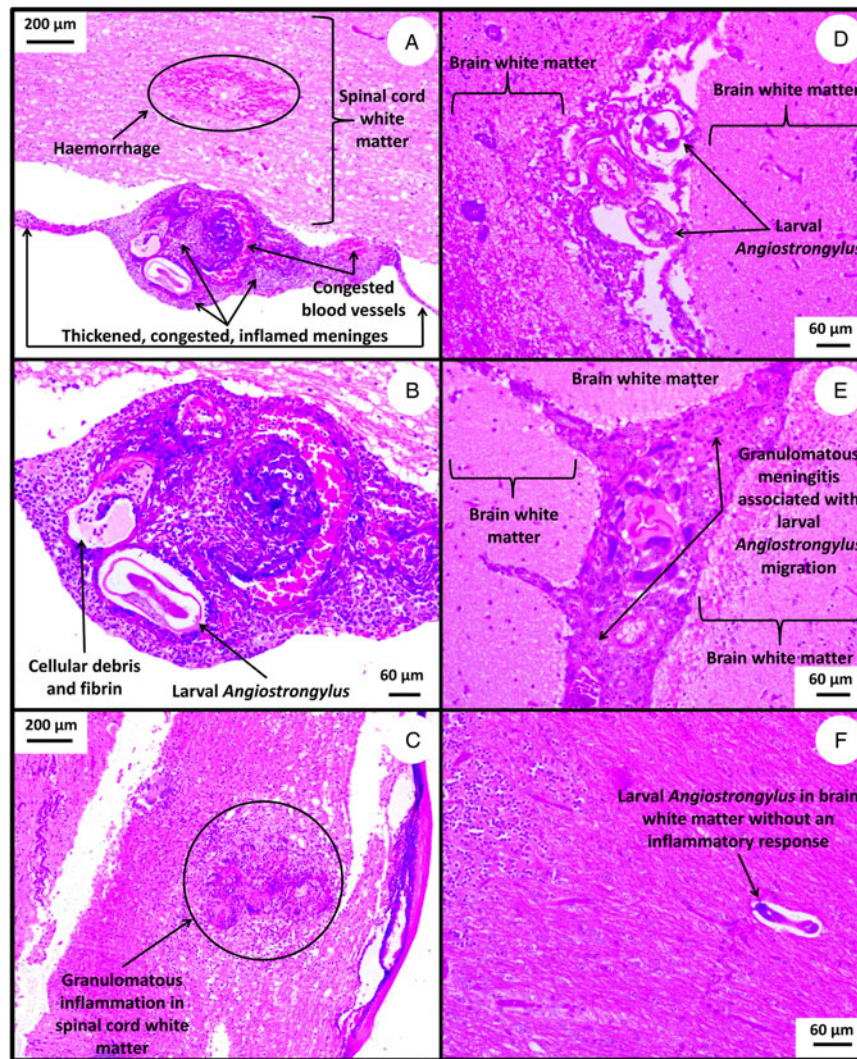 200 µm
A
Haemorrhage
Spinal cord
white
matter
Congested
blood vessels
Thickened, congested, inflamed meninges
B
Cellular debris
and fibrin
Larval Angiostrongylus
60 µm
200 µm
C
Granulomatous
inflammation in
spinal cord white
matter
D
Brain white matter
Brain white matter
Larval
Angiostrongylus
60 µm
E
Brain white matter
Brain white
matter
Granulomatous
meningitis
associated with
larval
Angiostrongylus
migration
Brain white matter
60 µm
F
Larval Angiostrongylus in brain
white matter without an
inflammatory response
60 µm